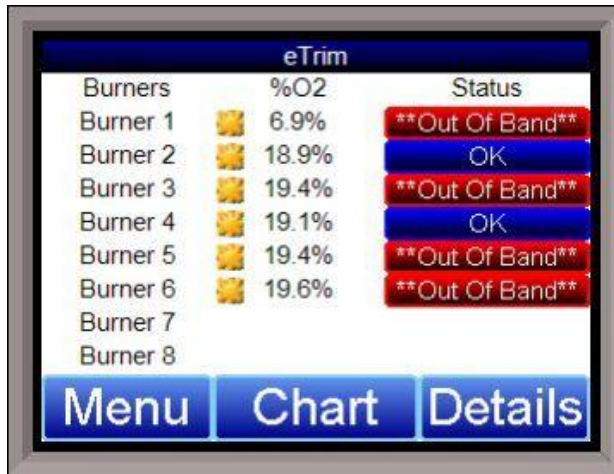 eTrim
Burners %O2 Status
Burner 1 6.9% **Out Of Band**
Burner 2 18.9% OK
Burner 3 19.4% **Out Of Band**
Burner 4 19.1% OK
Burner 5 19.4% **Out Of Band**
Burner 6 19.6% **Out Of Band**
Burner 7
Burner 8
Menu Chart Details